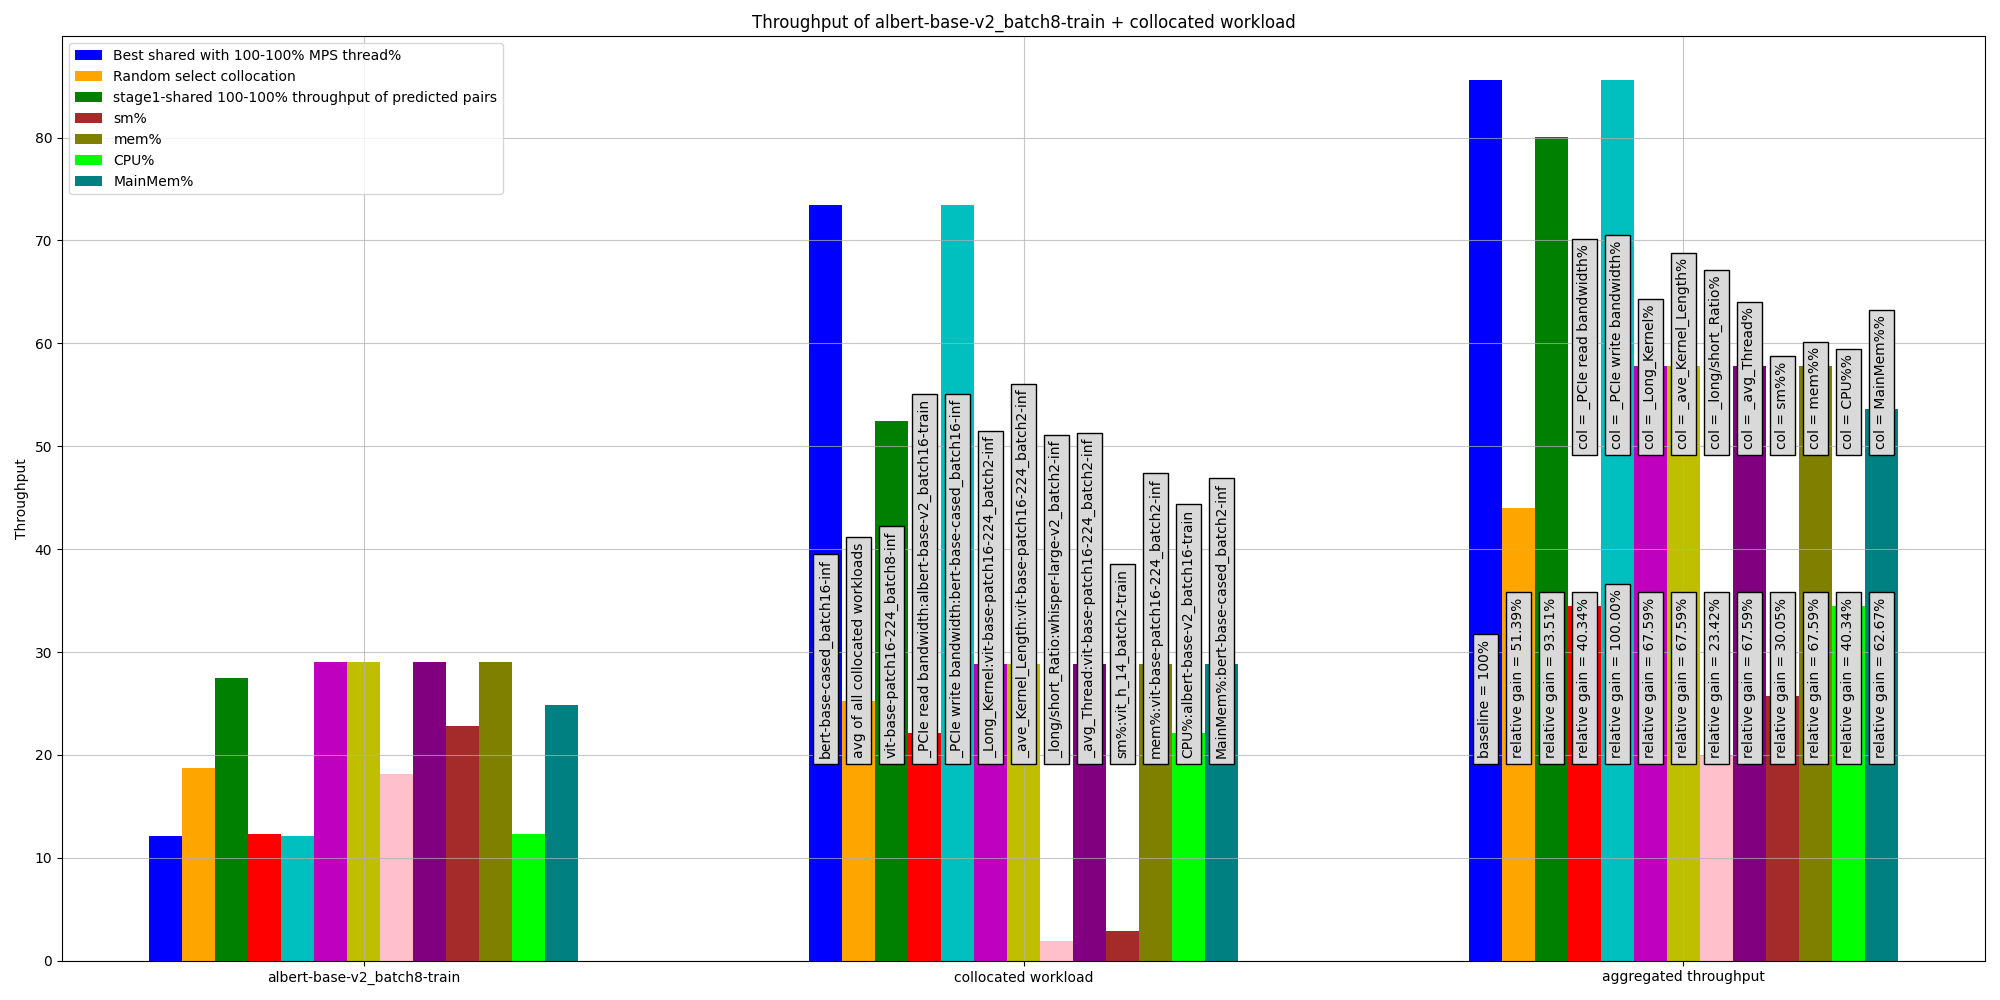 Throughput of albert-base-v2_batch8-train + collocated workload
Best shared with 100-100% MPS thread%
Random select collocation
stage1-shared 100-100% throughput of predicted pairs
sm%
mem%
CPU%
MainMem%
Throughput
80
70
60
50
40
30
20
10
0
bert-base-cased_batch16-inf
avg of all collocated workloads
vit-base-patch16-224_batch8-inf
_PCIe read bandwidth:albert-base-v2_batch16-train
_PCIe write bandwidth:bert-base-cased_batch16-inf
_Long_Kernel:vit-base-patch16-224_batch2-inf
_ave_Kernel_Length:vit-base-patch16-224_batch2-inf
_long/short_Ratio:whisper-large-v2_batch2-inf
_avg_Thread:vit-base-patch16-224_batch2-inf
sm%:vit_h_14_batch2-train
mem%:vit-base-patch16-224_batch2-inf
CPU%:albert-base-v2_batch16-train
MainMem%:bert-base-cased_batch2-inf
col = _PCIe read bandwidth%
col = _PCIe write bandwidth%
col = _Long_Kernel%
col = _ave_Kernel_Length%
col = _long/short_Ratio%
col = _avg_Thread%
col = sm%%
col = mem%%
col = CPU%%
col = MainMem%%
baseline = 100%
relative gain = 51.39%
relative gain = 93.51%
relative gain = 40.34%
relative gain = 100.00%
relative gain = 67.59%
relative gain = 67.59%
relative gain = 23.42%
relative gain = 67.59%
relative gain = 30.05%
relative gain = 67.59%
relative gain = 40.34%
relative gain = 62.67%
albert-base-v2_batch8-train
collocated workload
aggregated throughput